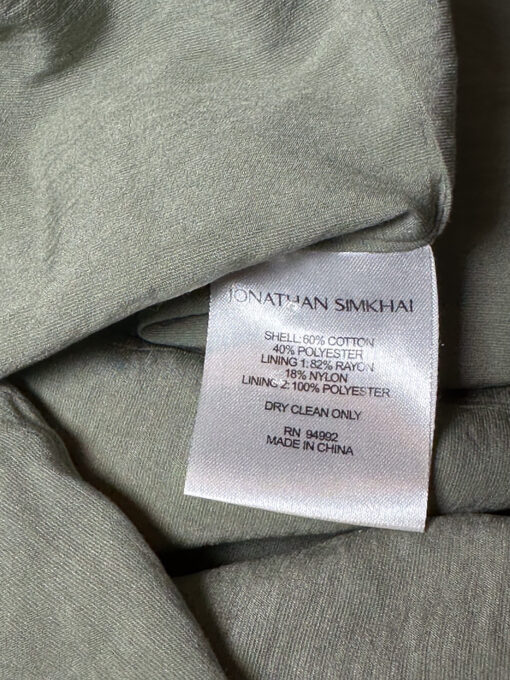 JONATHAN SIMKHAI
SHELL:60% COTTON
40% POLYESTER
LINING 1:82% RAYON
18% NYLON
LINING 2:100% POLYESTER
DRY CLEAN ONLY
RN 94992
MADE IN CHINA